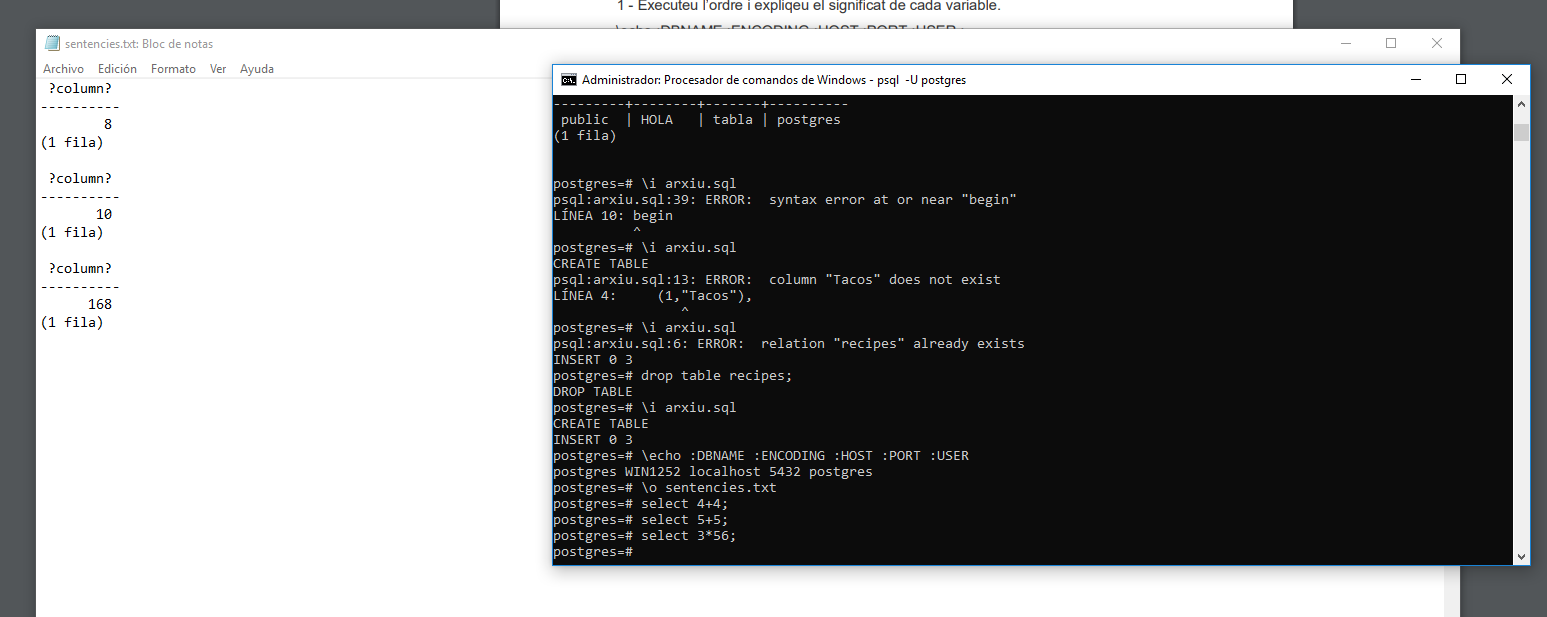 1 - Executeu l'ordre i expliqueu el significat de cada variable.
\echo :DBNAME :ENCODING :HOST :PORT :USER ;
sentencies.txt: Bloc de notas
Archivo Edición Formato Ver Ayuda
?column?
----------
8
(1 fila)
?column?
----------
10
(1 fila)
?column?
----------
168
(1 fila)
Administrador: Procesador de comandos de Windows - psql -U postgres
---------+--------+-------+----------
public | HOLA | tabla | postgres
(1 fila)
postgres=# \i arxiu.sql
psql:arxiu.sql:39: ERROR: syntax error at or near "begin"
LÍNEA 10: begin
^
postgres=# \i arxiu.sql
CREATE TABLE
psql:arxiu.sql:13: ERROR: column "Tacos" does not exist
LÍNEA 4: (1,"Tacos"),
^
postgres=# \i arxiu.sql
psql:arxiu.sql:6: ERROR: relation "recipes" already exists
INSERT 0 3
postgres=# drop table recipes;
DROP TABLE
postgres=# \i arxiu.sql
CREATE TABLE
INSERT 0 3
postgres=# \echo :DBNAME :ENCODING :HOST :PORT :USER
postgres WIN1252 localhost 5432 postgres
postgres=# \o sentencies.txt
postgres=# select 4+4;
postgres=# select 5+5;
postgres=# select 3*56;
postgres=#